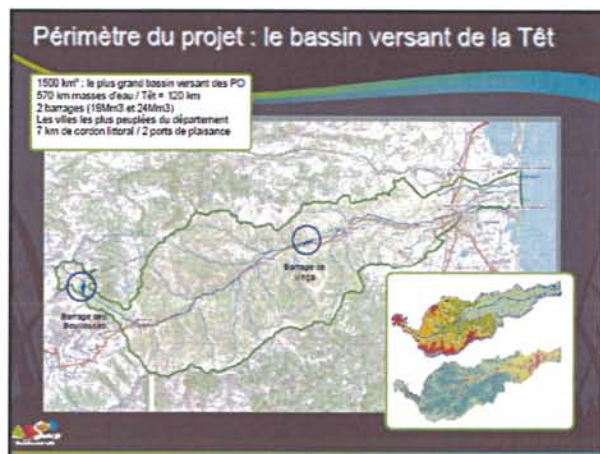 Périmètre du projet : le bassin versant de la Têt
1500 km² : le plus grand bassin versant des PO
570 km masses d'eau / Têt = 120 km
2 barrages (18Mm3 et 24Mm3)
Les villes les plus peuplées du département
7 km de cordon littoral / 2 ports de plaisance
Barrage de
Vinça
Barrage des
Bouillouses